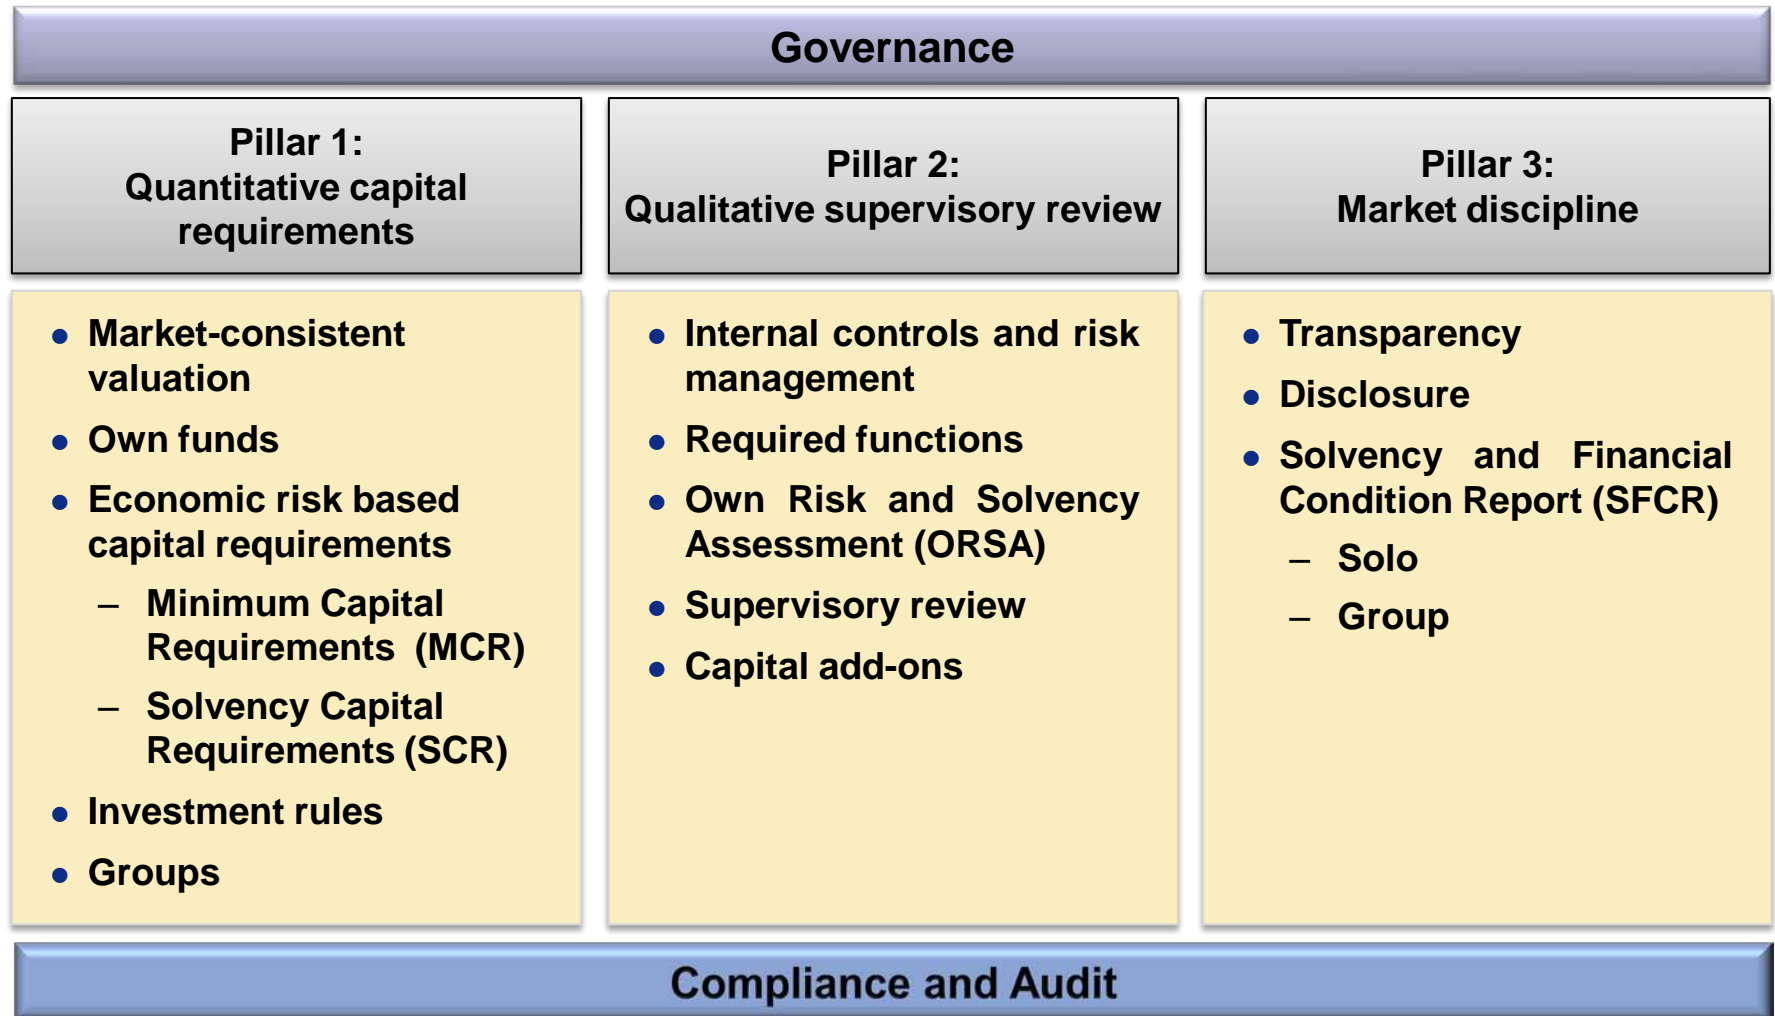 Governance
Pillar 1:
Quantitative capital
requirements
Pillar 2:
Qualitative supervisory review
Pillar 3:
Market discipline
● Market-consistent
valuation
● Own funds
● Economic risk based
capital requirements
– Minimum Capital
Requirements (MCR)
– Solvency Capital
Requirements (SCR)
● Investment rules
● Groups
● Internal controls and risk
management
● Required functions
● Own Risk and Solvency
Assessment (ORSA)
● Supervisory review
● Capital add-ons
● Transparency
● Disclosure
● Solvency and Financial
Condition Report (SFCR)
– Solo
– Group
Compliance and Audit